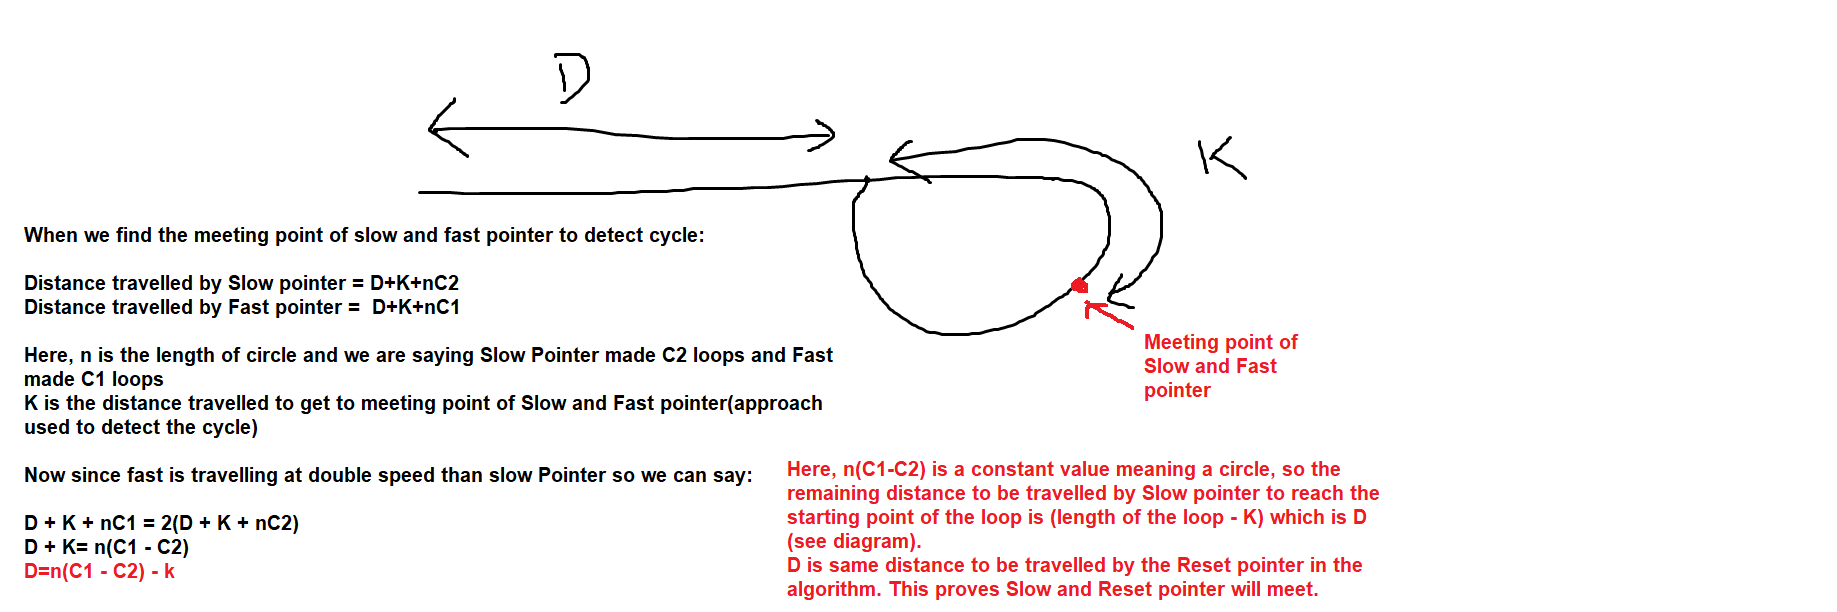 D
K
When we find the meeting point of slow and fast pointer to detect cycle:
Distance travelled by Slow pointer = D+K+nC2
Distance travelled by Fast pointer =  D+K+nC1
Here, n is the length of circle and we are saying Slow Pointer made C2 loops and Fast
made C1 loops
K is the distance travelled to get to meeting point of Slow and Fast pointer(approach
used to detect the cycle)
Now since fast is travelling at double speed than slow Pointer so we can say:
D + K + nC1 = 2(D + K + nC2)
D + K= n(C1 - C2)
D=n(C1 - C2) - k
Meeting point of
Slow and Fast
pointer
Here, n(C1-C2) is a constant value meaning a circle, so the
remaining distance to be travelled by Slow pointer to reach the
starting point of the loop is (length of the loop - K) which is D
(see diagram).
D is same distance to be travelled by the Reset pointer in the
algorithm. This proves Slow and Reset pointer will meet.